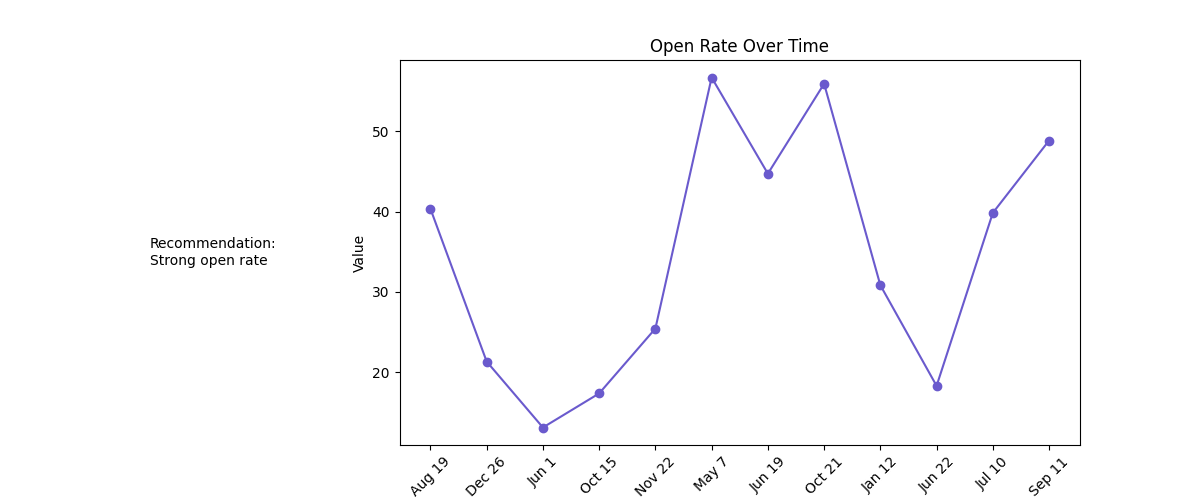 Open Rate Over Time
Recommendation:
Strong open rate
Value
50
40
30
20
Aug 19
Dec 26
Jun 1
Oct 15
Nov 22
May 7
Jun 19
Oct 21
Jan 12
Jun 22
Jul 10
Sep 11